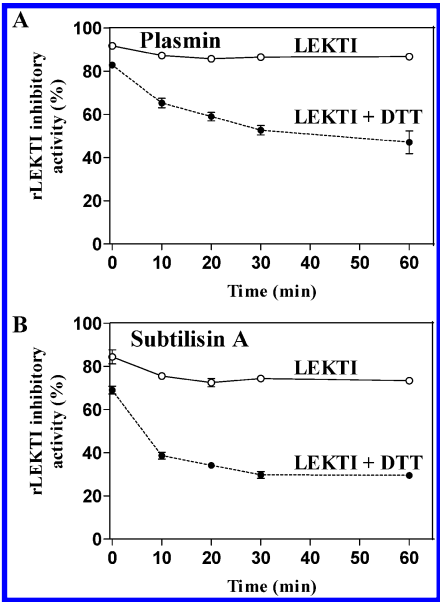 A
Plasmin
LEKTI
LEKTI + DTT
rLEKTI inhibitory
activity (%)
100
80
60
40
20
0
0 10 20 30 40 50 60
Time (min)
B
Subtilisin A
LEKTI
LEKTI + DTT
rLEKTI inhibitory
activity (%)
100
80
60
40
20
0
0 10 20 30 40 50 60
Time (min)